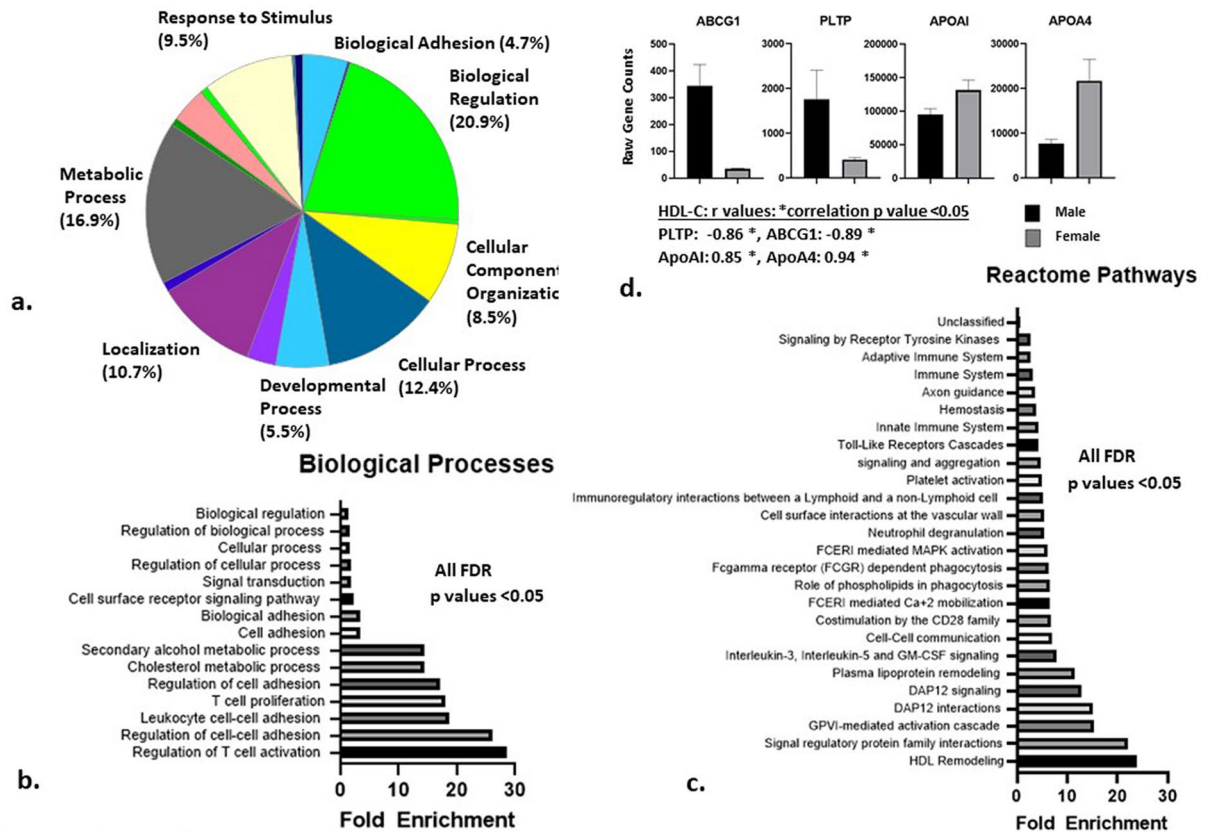 Response to Stimulus
(9.5%)
Biological Adhesion (4.7%)
Biological
Regulation
(20.9%)
Metabolic
Process
(16.9%)
Cellular
Component
Organizatic
(8.5%)
a.
Localization
(10.7%)
Cellular Process
(12.4%)
Developmental
Process
(5.5%)
Biological Processes
Biological regulation
Regulation of biological process
Cellular process
Regulation of cellular process
Signal transduction
Cell surface receptor signaling pathway
Biological adhesion
Cell adhesion
Secondary alcohol metabolic process
Cholesterol metabolic process
Regulation of cell adhesion
T cell proliferation
Leukocyte cell-cell adhesion
Regulation of cell-cell adhesion
Regulation of T cell activation
All FDR
p values <0.05
0 10 20 30
Fold Enrichment
b.
ABCG1 PLTP APOAI APOA4
Raw Gene Counts
500
400
300
200
100
0
3000
2000
1000
0
200000
150000
100000
50000
0
30000
20000
10000
0
HDL-C: r values: *correlation p value <0.05
PLTP: -0.86 *, ABCG1: -0.89 *
ApoAI: 0.85 *, ApoA4: 0.94 *
Male
Female
d.
Reactome Pathways
Unclassified
Signaling by Receptor Tyrosine Kinases
Adaptive Immune System
Immune System
Axon guidance
Hemostasis
Innate Immune System
Toll-Like Receptors Cascades
signaling and aggregation
Platelet activation
Immunoregulatory interactions between a Lymphoid and a non-Lymphoid cell
Cell surface interactions at the vascular wall
Neutrophil degranulation
FCERI mediated MAPK activation
Fcgamma receptor (FCGR) dependent phagocytosis
Role of phospholipids in phagocytosis
FCERI mediated Ca+2 mobilization
Costimulation by the CD28 family
Cell-Cell communication
Interleukin-3, Interleukin-5 and GM-CSF signaling
Plasma lipoprotein remodeling
DAP12 signaling
DAP12 interactions
GPVI-mediated activation cascade
Signal regulatory protein family interactions
HDL Remodeling
All FDR
p values <0.05
0 10 20 30
Fold Enrichment
c.